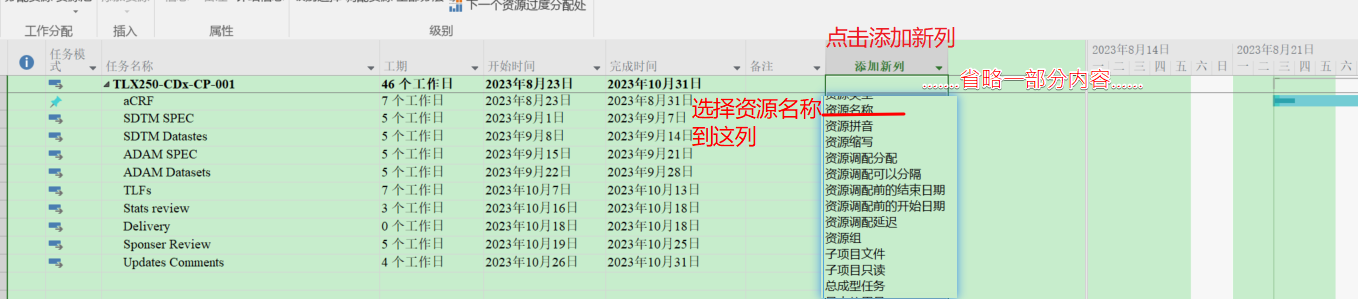 下一个资源过度分配处
工作分配
插入
属性
级别
点击添加新列
任务模式
任务名称
工期
开始时间
完成时间
备注
添加新列
2023年8月14日
2023年8月21日
一 二 三 四 五 六 日
一 二 三 四 五 六
TLX250-CDx-CP-001 46 个工作日 2023年8月23日 2023年10月31日
.......省略一部分内容......
aCRF 7 个工作日 2023年8月23日 2023年8月31日
SDTM SPEC 5 个工作日 2023年9月1日 2023年9月7日
SDTM Datastes 5 个工作日 2023年9月8日 2023年9月14日
ADAM SPEC 5 个工作日 2023年9月15日 2023年9月21日
ADAM Datasets 5 个工作日 2023年9月22日 2023年9月28日
TLFs 7 个工作日 2023年10月7日 2023年10月13日
Stats review 3 个工作日 2023年10月16日 2023年10月18日
Delivery 0 个工作日 2023年10月18日 2023年10月18日
Sponser Review 5 个工作日 2023年10月19日 2023年10月25日
Updates Comments 4 个工作日 2023年10月26日 2023年10月31日
选择资源名称
到这列
资源类型
资源名称
资源拼音
资源缩写
资源调配分配
资源调配可以分隔
资源调配前的结束日期
资源调配前的开始日期
资源调配延迟
资源组
子项目文件
子项目只读
总成型任务